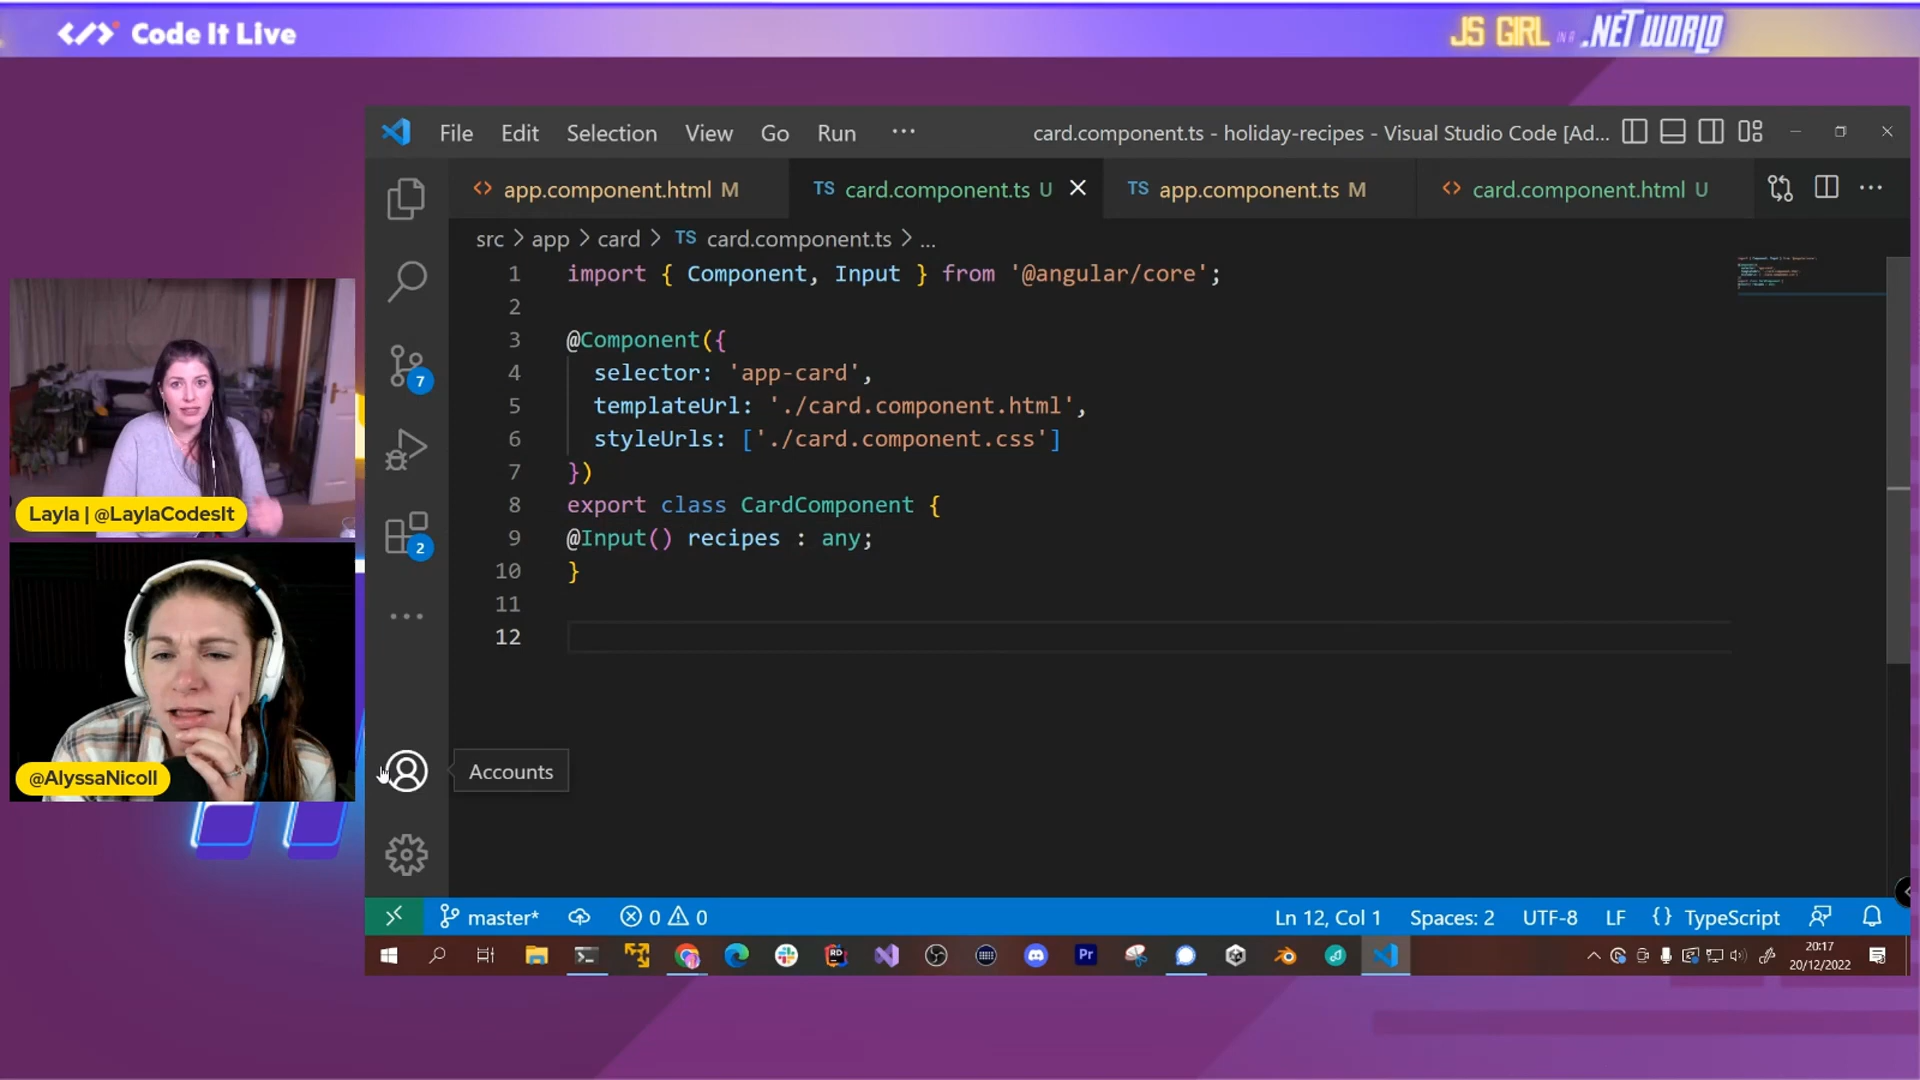 </> Code It Live
JS GIRL IN A .NET WORLD
File Edit Selection View Go Run ···
card.component.ts - holiday-recipes - Visual Studio Code [Ad...
<> app.component.html M
TS card.component.ts U
TS app.component.ts M
<> card.component.html U
src > app > card > TS card.component.ts > ...
1 import { Component, Input } from '@angular/core';
2
3 @Component({
4 selector: 'app-card',
5 templateUrl: './card.component.html',
6 styleUrls: ['./card.component.css']
7 })
8 export class CardComponent {
9 @Input() recipes : any;
10 }
11
12
7
2
Accounts
Layla | @LaylaCodesIt
@AlyssaNicoll
master* 0 0
Ln 12, Col 1 Spaces: 2 UTF-8 LF {} TypeScript
RD
Pr
20:17
20/12/2022